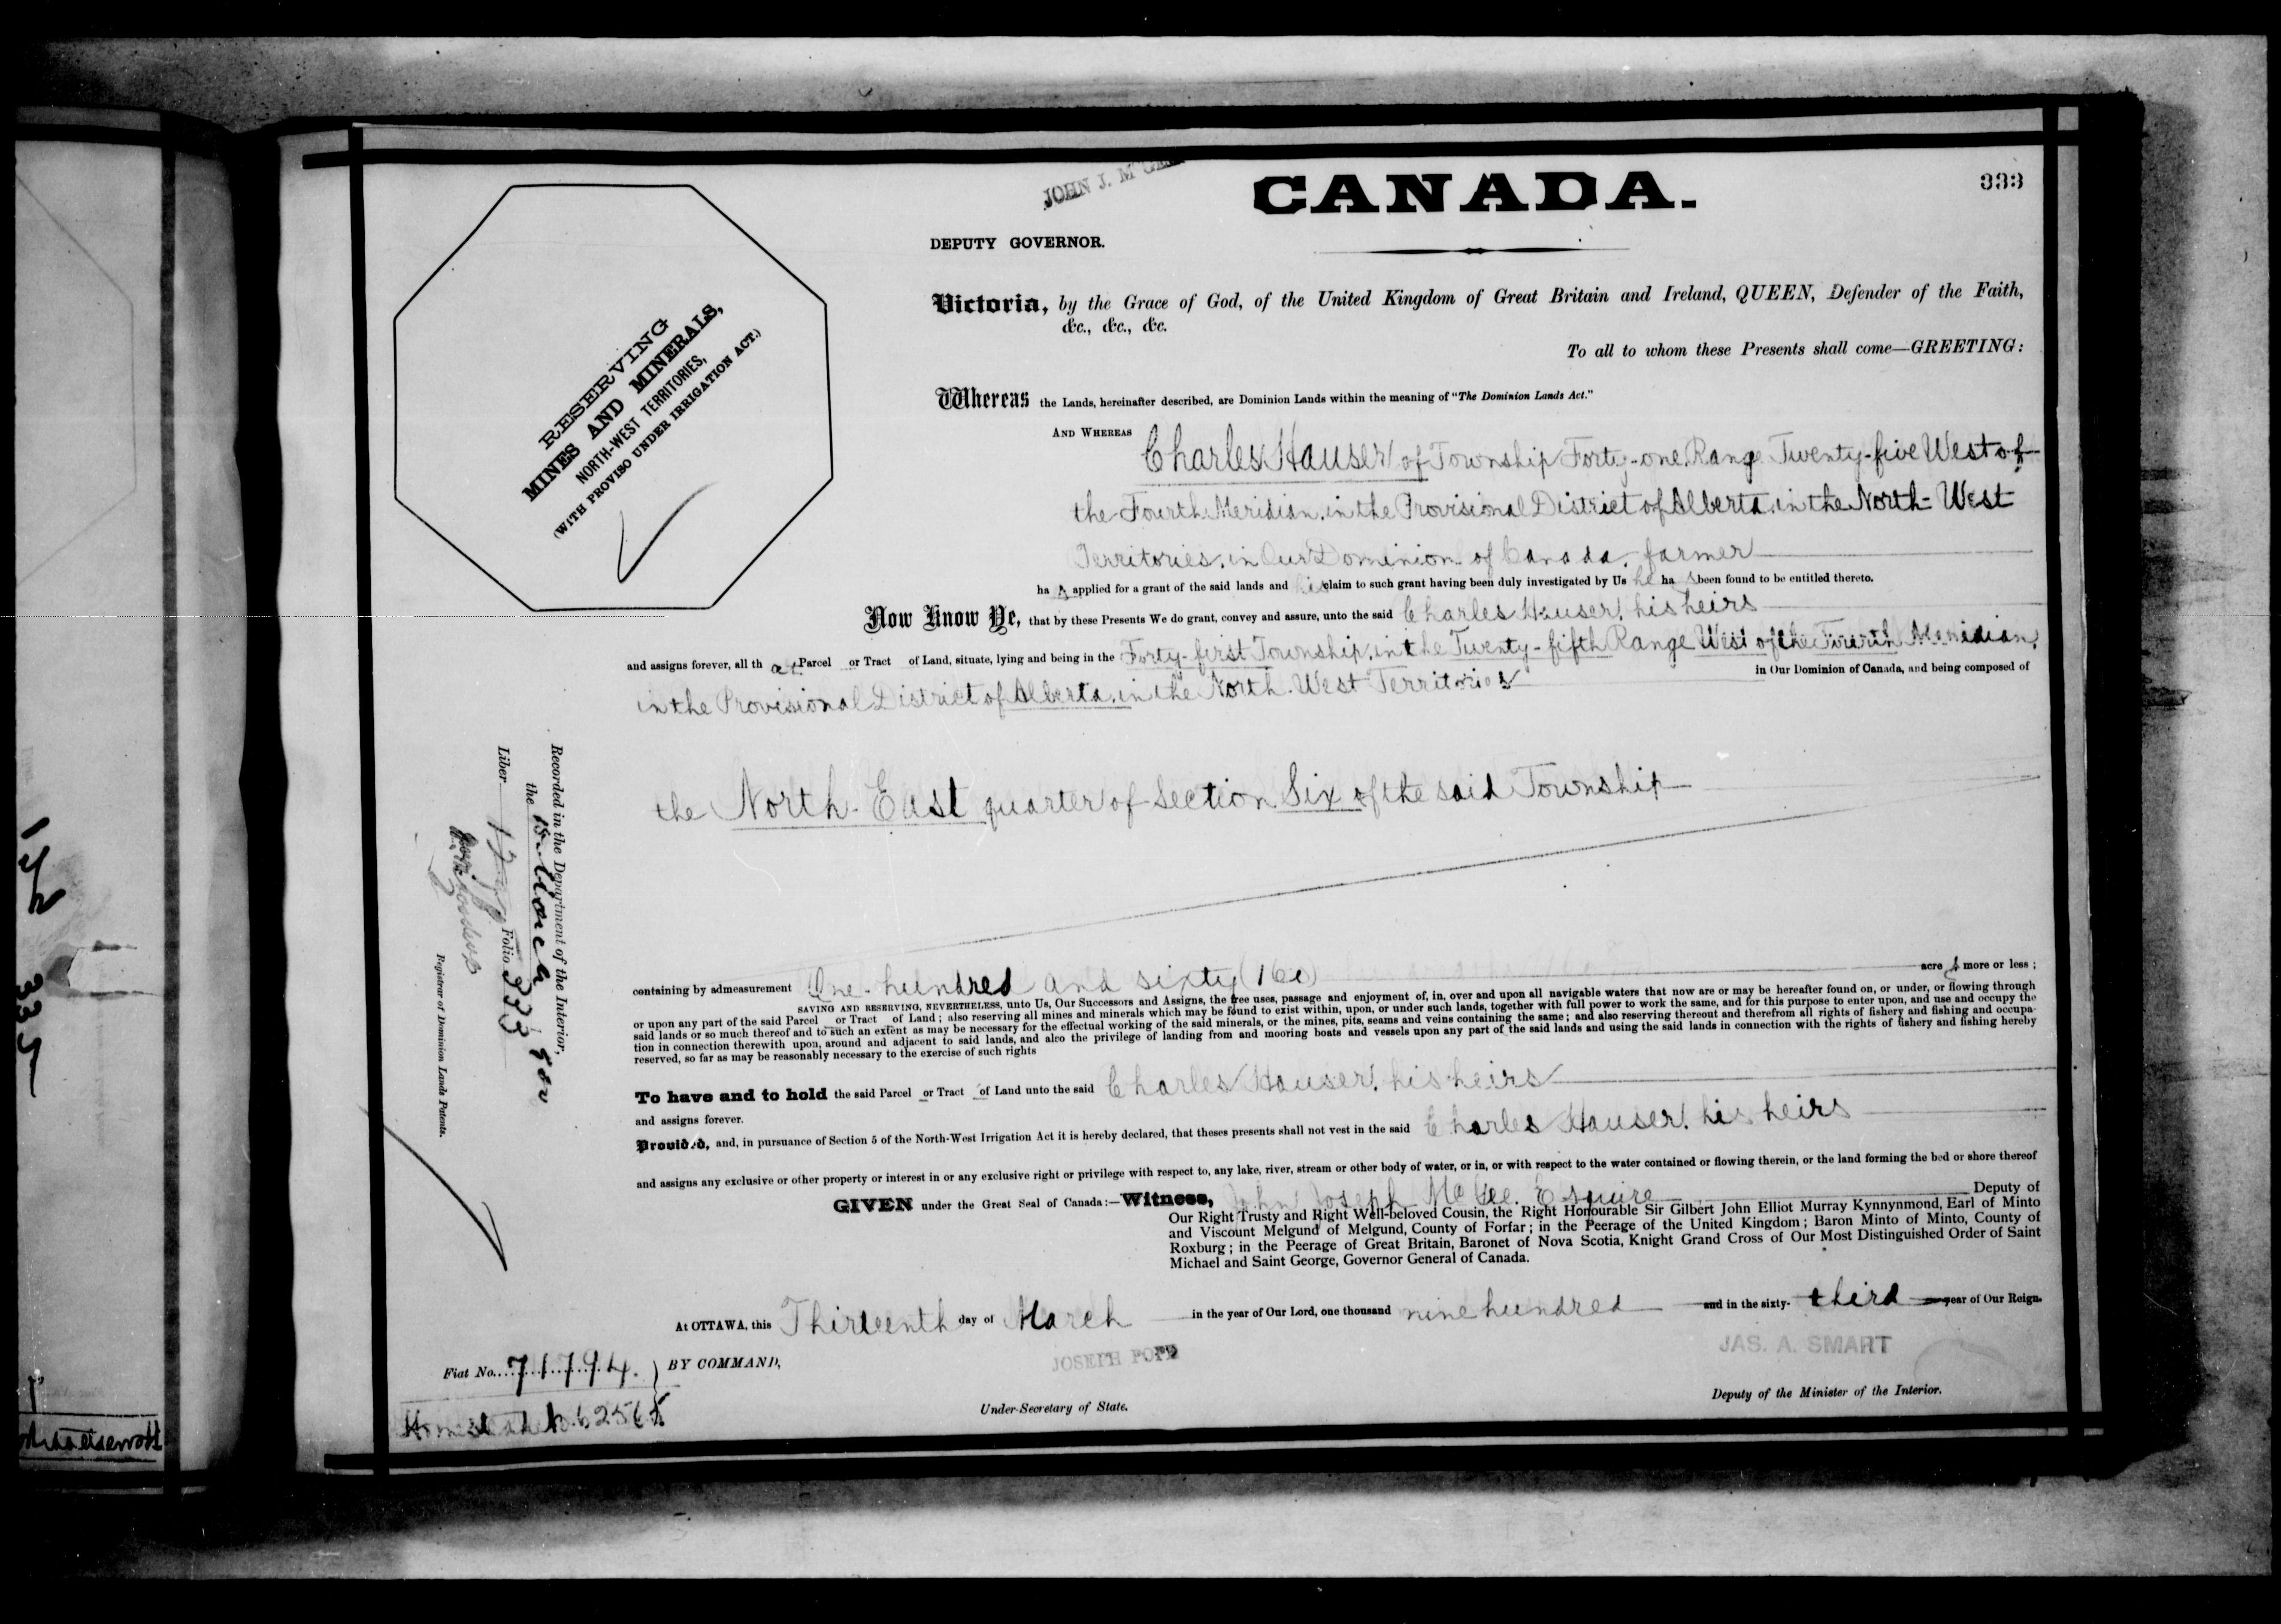 333
JOHN J. McGEE
CANADA.
DEPUTY GOVERNOR.
RESERVING
MINES AND MINERALS,
NORTH-WEST TERRITORIES,
(WITH PROVISO UNDER IRRIGATION ACT.)
Victoria, by the Grace of God, of the United Kingdom of Great Britain and Ireland, QUEEN, Defender of the Faith,
&c., &c., &c.
To all to whom these Presents shall come—GREETING:
Whereas the Lands, hereinafter described, are Dominion Lands within the meaning of "The Dominion Lands Act."
AND WHEREAS Charles Hauser of Township Forty-one, Range Twenty-five West of
the Fourth Meridian, in the Provisional District of Alberta, in the North-West
Territories, in Our Dominion of Canada, farmer
ha s applied for a grant of the said lands and his claim to such grant having been duly investigated by Us he ha s been found to be entitled thereto.
Now Know Ye, that by these Presents We do grant, convey and assure, unto the said Charles Hauser, his heirs
and assigns forever, all th at Parcel or Tract of Land, situate, lying and being in the Forty-first Township, in the Twenty-fifth Range West of the Fourth Meridian,
in the Provisional District of Alberta, in the North-West Territories in Our Dominion of Canada, and being composed of
the North-East quarter of Section Six of the said Township
containing by admeasurement One hundred and sixty (160) acre s more or less;
SAVING AND RESERVING, NEVERTHELESS, unto Us, Our Successors and Assigns, the free uses, passage and enjoyment of, in, over and upon all navigable waters that now are or may be hereafter found on, or under, or flowing through
or upon any part of the said Parcel or Tract of Land; also reserving all mines and minerals which may be found to exist within, upon, or under such lands, together with full power to work the same, and for this purpose to enter upon, and use and occupy the
said lands or so much thereof and to such an extent as may be necessary for the effectual working of the said minerals, or the mines, pits, seams and veins containing the same; and also reserving thereout and therefrom all rights of fishery and fishing and occupa-
tion in connection therewith upon, around and adjacent to said lands, and also the privilege of landing from and mooring boats and vessels upon any part of the said lands and using the said lands in connection with the rights of fishery and fishing hereby
reserved, so far as may be reasonably necessary to the exercise of such rights
To have and to hold the said Parcel or Tract of Land unto the said Charles Hauser, his heirs
and assigns forever.
Provided, and, in pursuance of Section 5 of the North-West Irrigation Act it is hereby declared, that theses presents shall not vest in the said Charles Hauser, his heirs
and assigns any exclusive or other property or interest in or any exclusive right or privilege with respect to, any lake, river, stream or other body of water, or in, or with respect to the water contained or flowing therein, or the land forming the bed or shore thereof
GIVEN under the Great Seal of Canada:—Witness, John Joseph McGee, Esquire Deputy of
Our Right Trusty and Right Well-beloved Cousin, the Right Honourable Sir Gilbert John Elliot Murray Kynnynmond, Earl of Minto
and Viscount Melgund of Melgund, County of Forfar; in the Peerage of the United Kingdom; Baron Minto of Minto, County of
Roxburg; in the Peerage of Great Britain, Baronet of Nova Scotia, Knight Grand Cross of Our Most Distinguished Order of Saint
Michael and Saint George, Governor General of Canada.
At OTTAWA, this Thirteenth day of March in the year of Our Lord, one thousand nine hundred and in the sixty- third year of Our Reign.
BY COMMAND,
JOSEPH POPE
Under-Secretary of State.
JAS. A. SMART
Deputy of the Minister of the Interior.
Fiat No. 71794.
Homestead No. 62565
Recorded in the Department of the Interior,
the 15 March 190
Liber Folio 333
Registrar of Dominion Lands Patents.
335